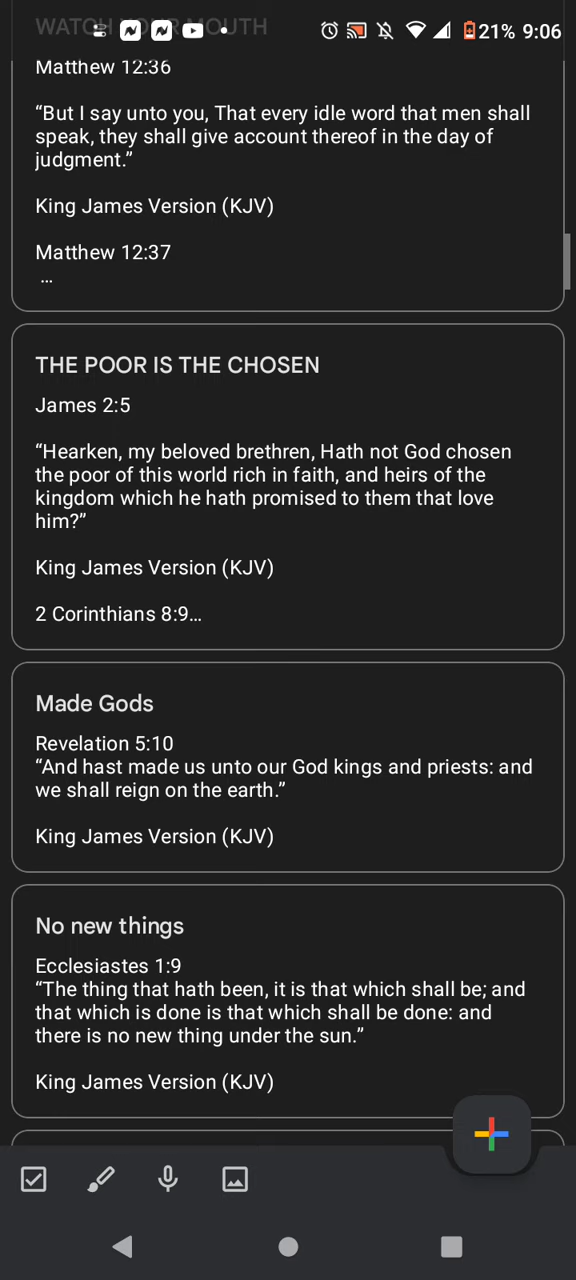 WATCH YOUR MOUTH
21% 9:06
Matthew 12:36
“But I say unto you, That every idle word that men shall
speak, they shall give account thereof in the day of
judgment.”
King James Version (KJV)
Matthew 12:37
…
THE POOR IS THE CHOSEN
James 2:5
“Hearken, my beloved brethren, Hath not God chosen
the poor of this world rich in faith, and heirs of the
kingdom which he hath promised to them that love
him?”
King James Version (KJV)
2 Corinthians 8:9…
Made Gods
Revelation 5:10
“And hast made us unto our God kings and priests: and
we shall reign on the earth.”
King James Version (KJV)
No new things
Ecclesiastes 1:9
“The thing that hath been, it is that which shall be; and
that which is done is that which shall be done: and
there is no new thing under the sun.”
King James Version (KJV)